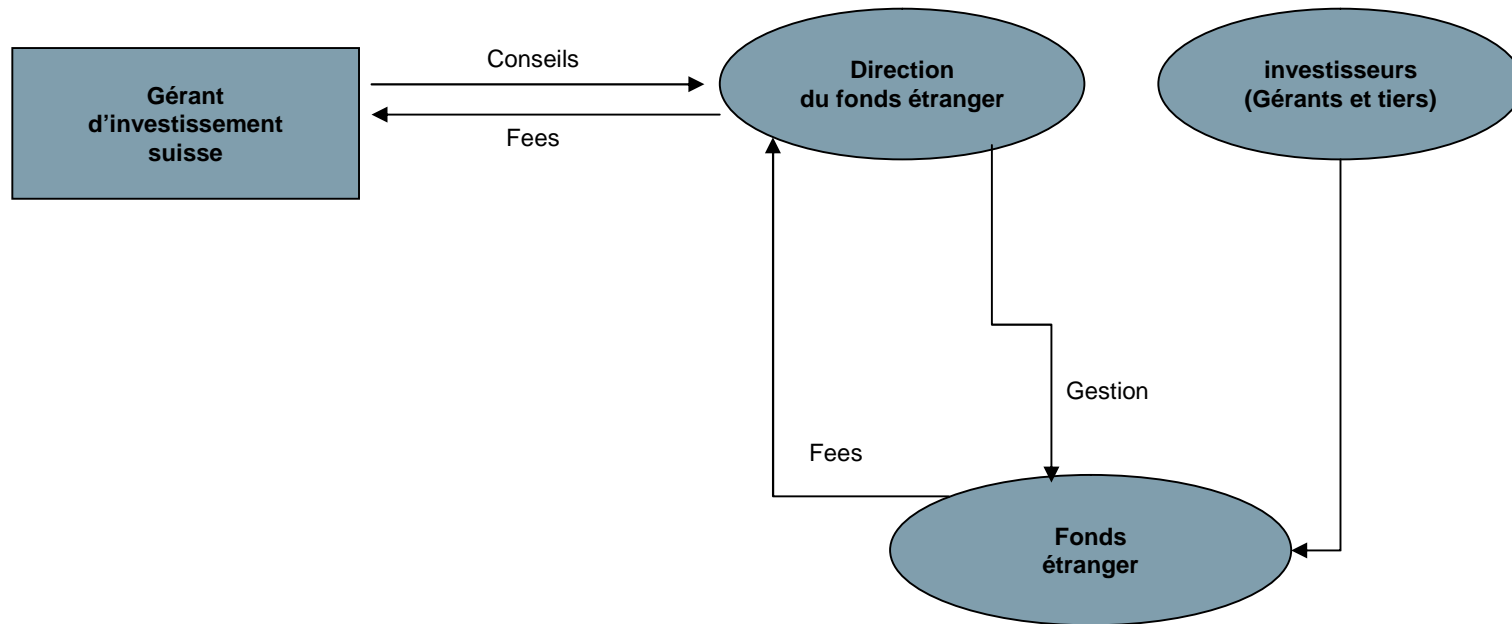 Conseils
Fees
Gérant
d’investissement
suisse
Direction
du fonds étranger
investisseurs
(Gérants et tiers)
Gestion
Fees
Fonds
étranger